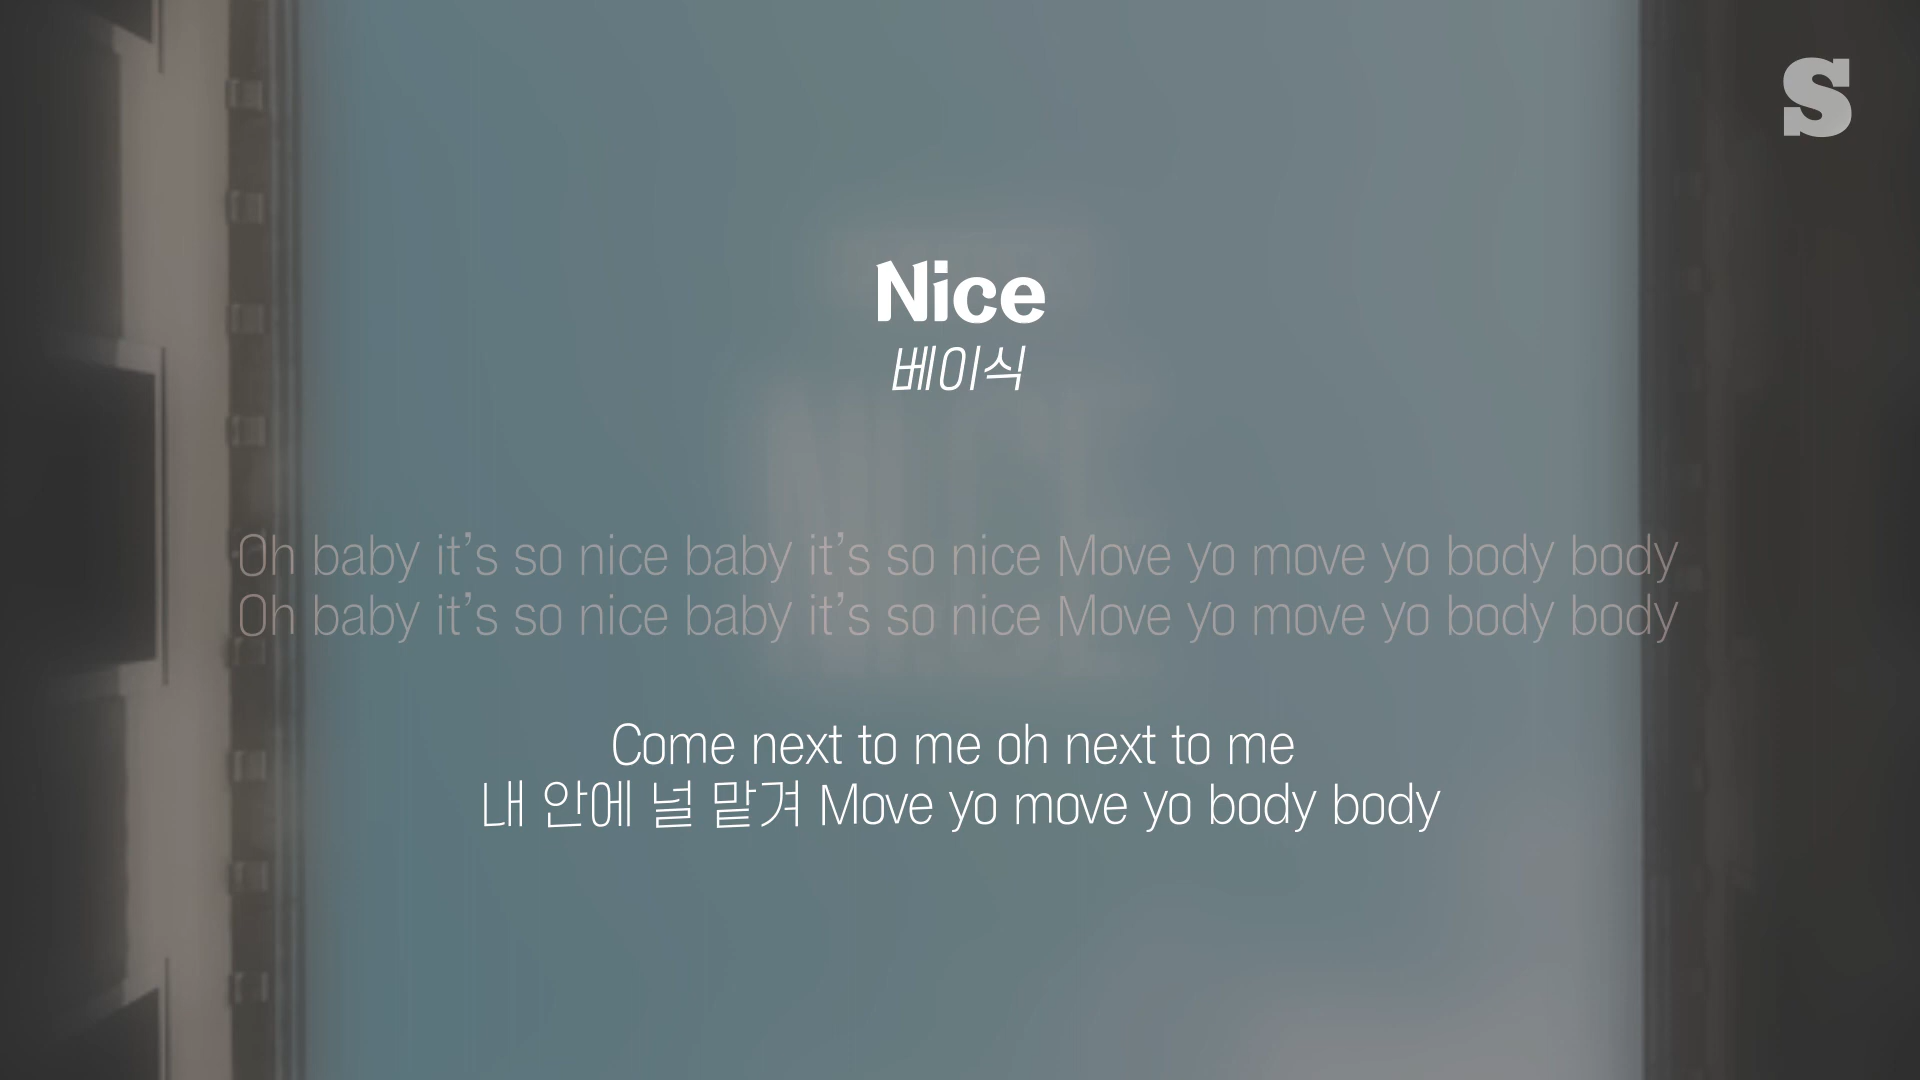 S
Nice
베이식
Oh baby it's so nice baby it's so nice Move yo move yo body body
Oh baby it's so nice baby it's so nice Move yo move yo body body
Come next to me oh next to me
내 안에 널 맡겨 Move yo move yo body body